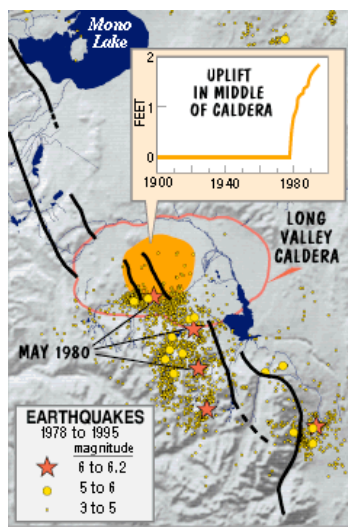 Mono
Lake
UPLIFT
IN MIDDLE
OF CALDERA
FEET
2
1
0
1900
1940
1980
LONG
VALLEY
CALDERA
MAY 1980
EARTHQUAKES
1978 to 1995
magnitude
6 to 6.2
5 to 6
3 to 5